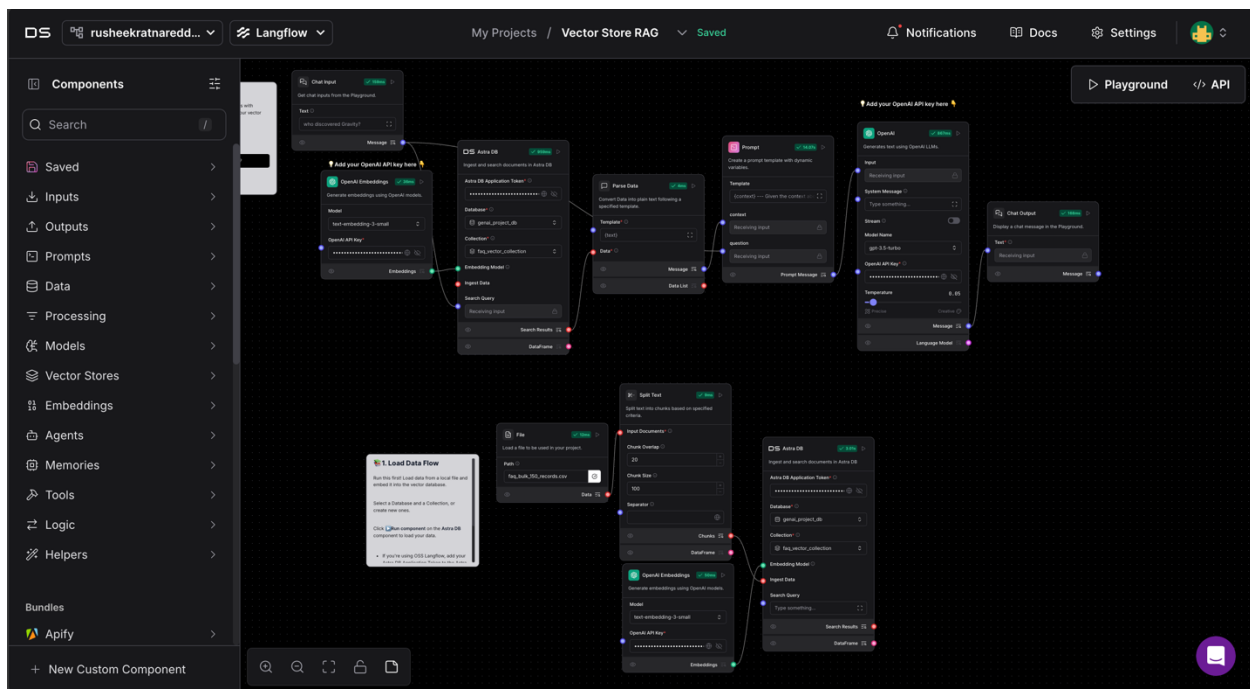 DS
rusheekratnaredd...
Langflow
My Projects / Vector Store RAG
Saved
Notifications
Docs
Settings
Components
Search
/
Saved
Inputs
Outputs
Prompts
Data
Processing
Models
Vector Stores
Embeddings
Agents
Memories
Tools
Logic
Helpers
Bundles
Apify
+ New Custom Component
Playground
</> API
Chat Input
Get chat inputs from the Playground.
Text
who discovered Gravity?
Message
Add your OpenAI API key here
OpenAI Embeddings
Generate embeddings using OpenAI models.
Model
text-embedding-3-small
OpenAI API Key*
Embeddings
DS Astra DB
Ingest and search documents in Astra DB
Astra DB Application Token*
Database*
genai_project_db
Collection*
faq_vector_collection
Embedding Model
Ingest Data
Search Query
Receiving input
Search Results
DataFrame
Parse Data
Convert Data into plain text following a
specified template.
Template*
{text}
Data*
Message
Data List
Prompt
Create a prompt template with dynamic
variables.
Template
{context} --- Given the context
context
Receiving input
question
Receiving input
Prompt Message
Add your OpenAI API key here
OpenAI
Generates text using OpenAI LLMs.
Input
Receiving input
System Message
Type something...
Stream
Model Name
gpt-3.5-turbo
OpenAI API Key*
Temperature
0.05
Precise
Creative
Message
Language Model
Chat Output
Display a chat message in the Playground.
Text*
Receiving input
Message
1. Load Data Flow
Run this first! Load data from a local file and
embed it into the vector database.
Select a Database and a Collection, or
create new ones.
Click Run component on the Astra DB
component to load your data.
If you're using OSS Langflow, add your
File
Load a file to be used in your project.
Path
faq_bulk_150_records.csv
Data
Split Text
Split text into chunks based on specified
criteria.
Input Documents*
Chunk Overlap
20
Chunk Size
100
Separator
Chunks
DataFrame
OpenAI Embeddings
Generate embeddings using OpenAI models.
Model
text-embedding-3-small
OpenAI API Key*
Embeddings
DS Astra DB
Ingest and search documents in Astra DB
Astra DB Application Token*
Database*
genai_project_db
Collection*
faq_vector_collection
Embedding Model
Ingest Data
Search Query
Type something...
Search Results
DataFrame